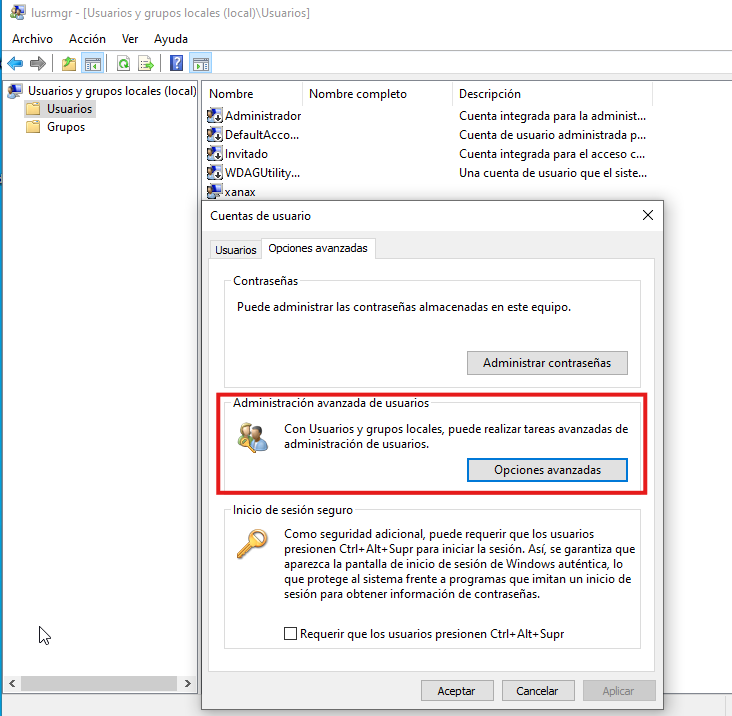 lusrmgr - [Usuarios y grupos locales (local)\Usuarios]
Archivo Acción Ver Ayuda
Usuarios y grupos locales (local)
Usuarios
Grupos
Nombre Nombre completo Descripción
Administrador Cuenta integrada para la administ...
DefaultAcco... Cuenta de usuario administrada p...
Invitado Cuenta integrada para el acceso c...
WDAGUtility... Una cuenta de usuario que el siste...
xanax
Cuentas de usuario
Usuarios Opciones avanzadas
Contraseñas
Puede administrar las contraseñas almacenadas en este equipo.
Administrar contraseñas
Administración avanzada de usuarios
Con Usuarios y grupos locales, puede realizar tareas avanzadas de
administración de usuarios.
Opciones avanzadas
Inicio de sesión seguro
Como seguridad adicional, puede requerir que los usuarios
presionen Ctrl+Alt+Supr para iniciar la sesión. Así, se garantiza que
aparezca la pantalla de inicio de sesión de Windows auténtica, lo
que protege al sistema frente a programas que imitan un inicio de
sesión para obtener información de contraseñas.
Requerir que los usuarios presionen Ctrl+Alt+Supr
Aceptar Cancelar Aplicar